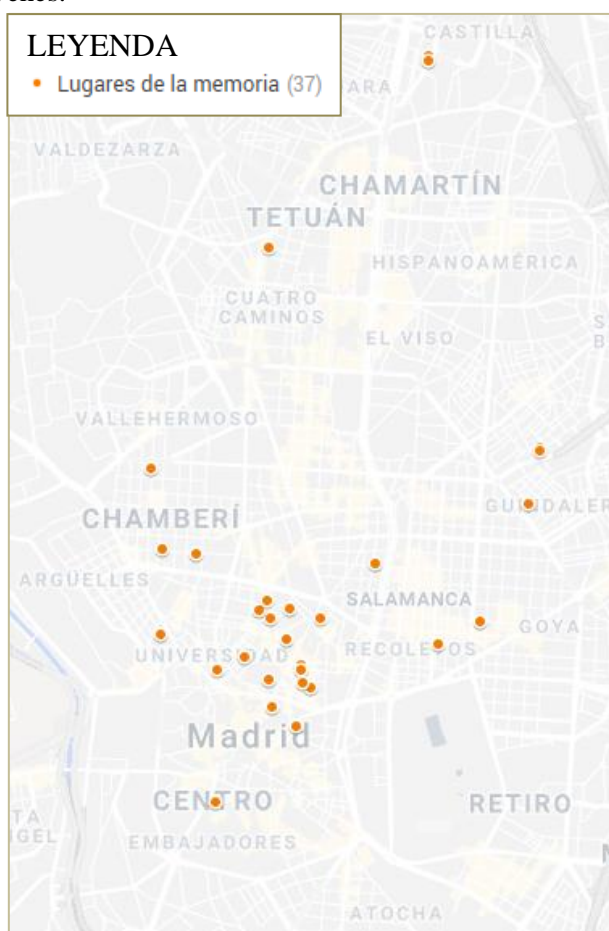 LEYENDA
Lugares de la memoria (37)
CASTILLA
ARA
VALDEZARZA
CHAMARTÍN
TETUÁN
HISPANOAMÉRICA
CUATRO
CAMINOS
EL VISO
VALLEHERMOSO
CHAMBERÍ
ARGÜELLES
SALAMANCA
GOYA
UNIVERSIDAD
RECOLETOS
Madrid
CENTRO
RETIRO
EMBAJADORES
ATOCHA